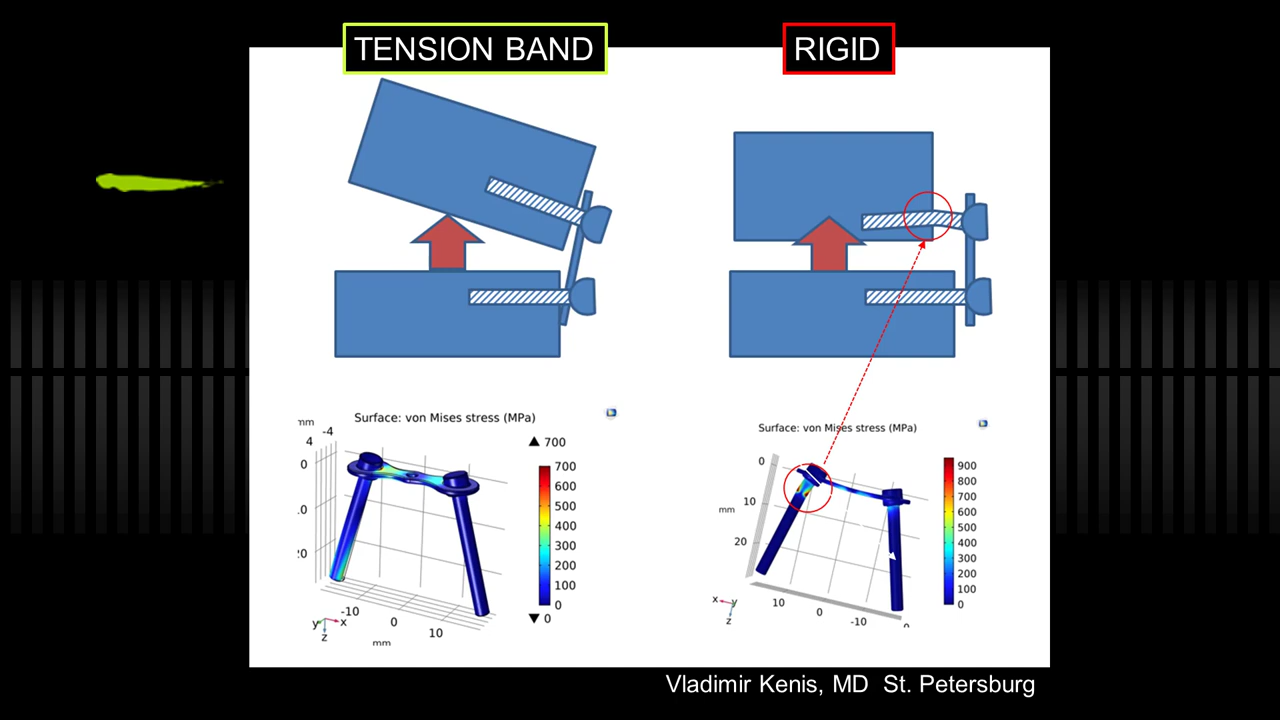 TENSION BAND
RIGID
Surface: von Mises stress (MPa)
mm
-4
4
0
.0
20
-10
0
10
mm
y
x
z
▲ 700
700
600
500
400
300
200
100
0
▼ 0
Surface: von Mises stress (MPa)
0
10
mm
20
x
y
z
10
0
-10
900
800
700
600
500
400
300
200
100
0
Vladimir Kenis, MD St. Petersburg